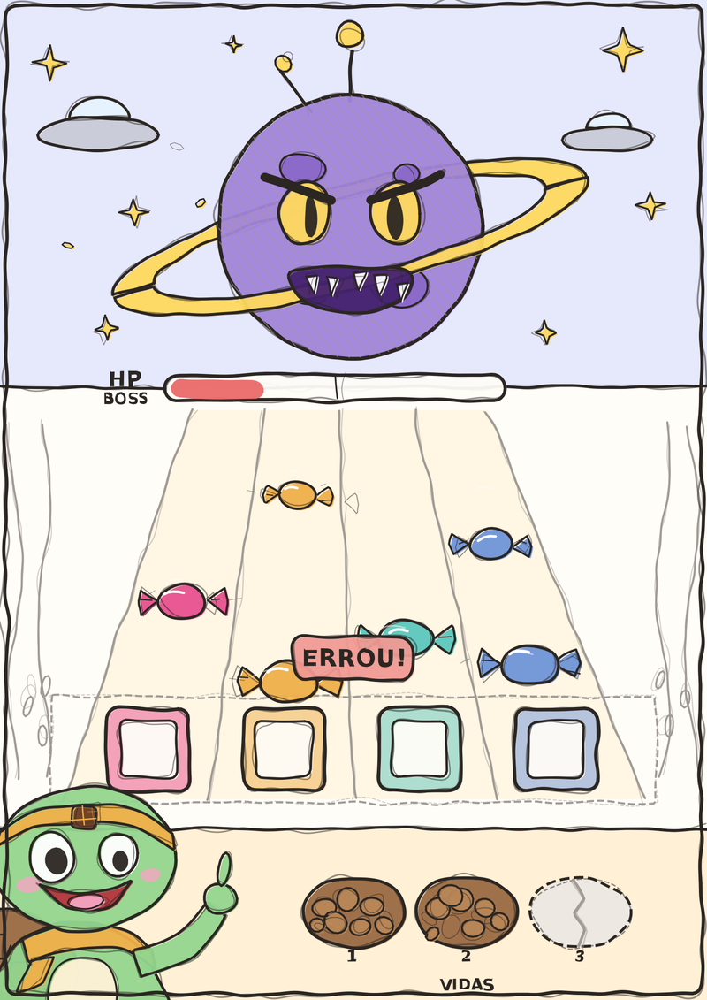 HP
BOSS
ERROU!
1 2 3
VIDAS